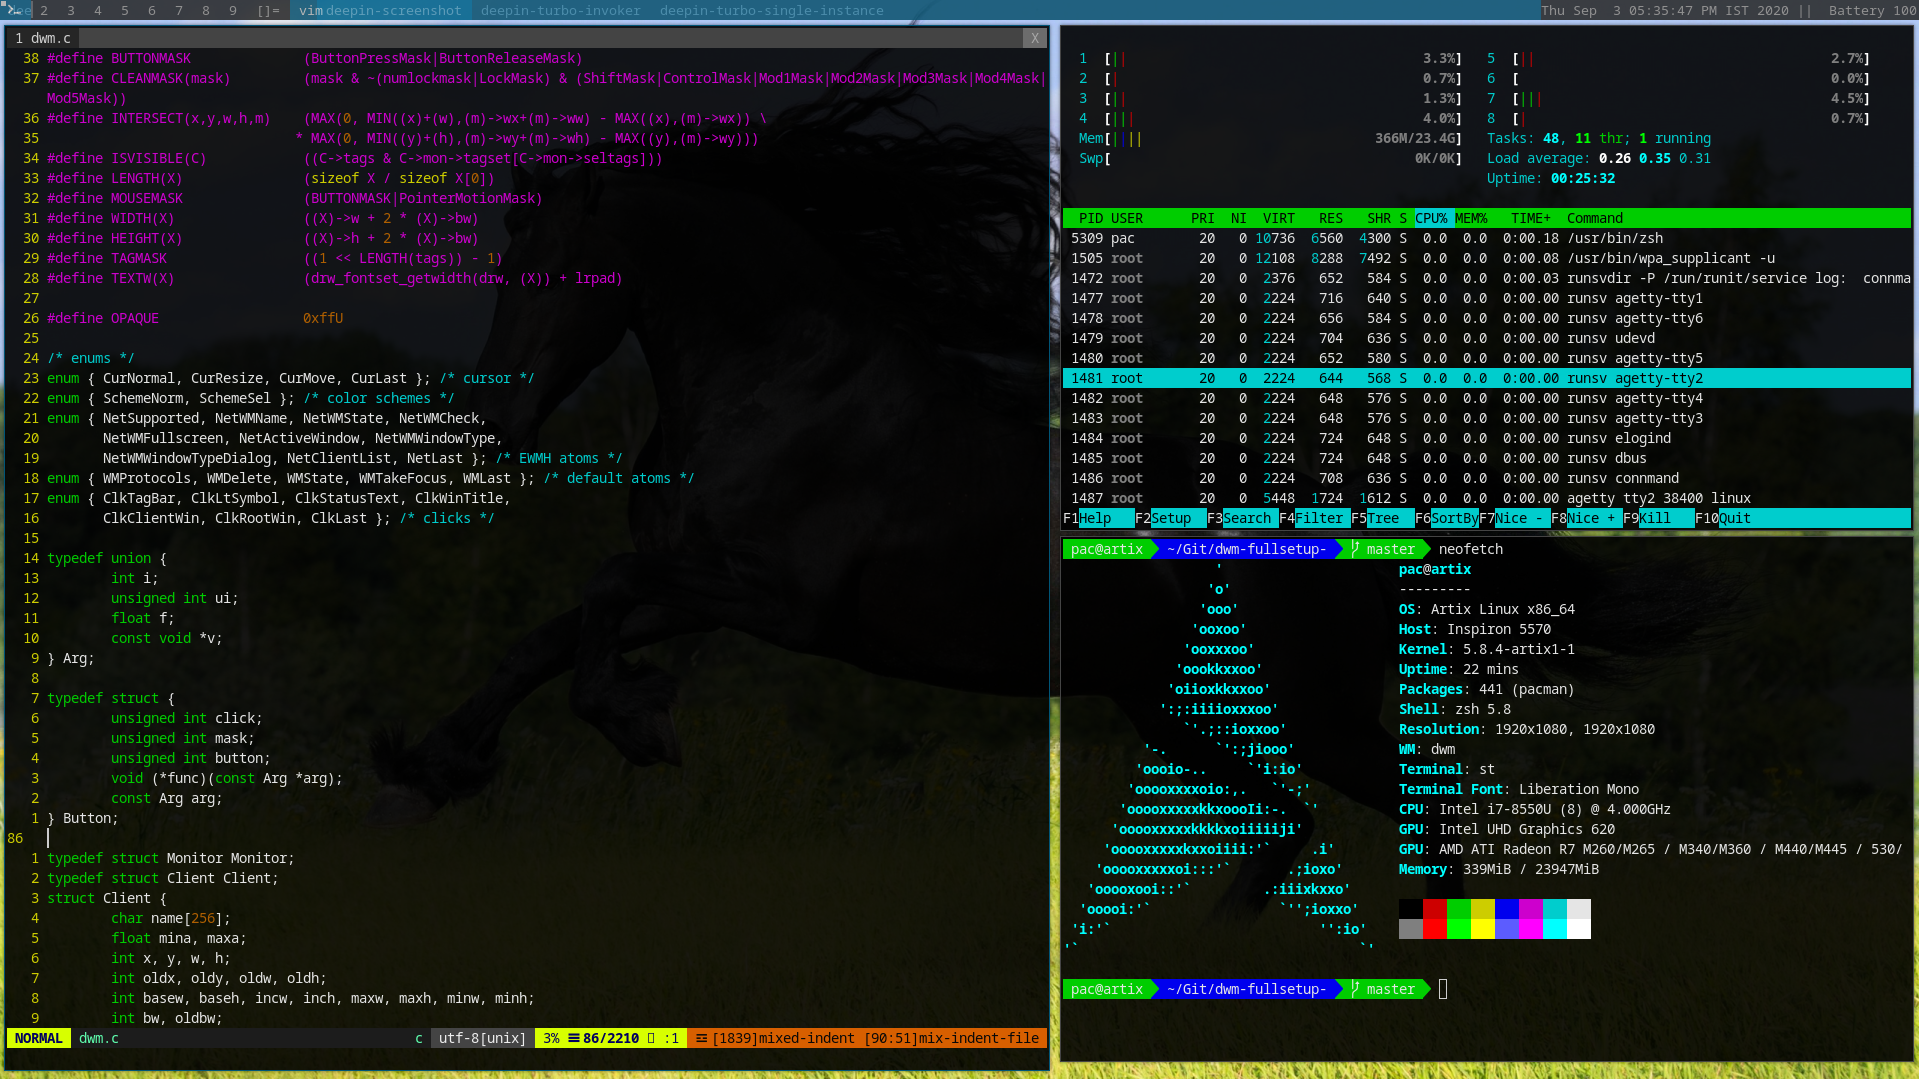 2 3 4 5 6 7 8 9 []= vim deepin-screenshot deepin-turbo-invoker deepin-turbo-single-instance Thu Sep  3 05:35:47 PM IST 2020 ||  Battery 100
1 dwm.c X
38 #define BUTTONMASK              (ButtonPressMask|ButtonReleaseMask)
37 #define CLEANMASK(mask)         (mask & ~(numlockmask|LockMask) & (ShiftMask|ControlMask|Mod1Mask|Mod2Mask|Mod3Mask|Mod4Mask|
Mod5Mask))
36 #define INTERSECT(x,y,w,h,m)    (MAX(0, MIN((x)+(w),(m)->wx+(m)->ww) - MAX((x),(m)->wx)) \
35                                * MAX(0, MIN((y)+(h),(m)->wy+(m)->wh) - MAX((y),(m)->wy)))
34 #define ISVISIBLE(C)            ((C->tags & C->mon->tagset[C->mon->seltags]))
33 #define LENGTH(X)               (sizeof X / sizeof X[0])
32 #define MOUSEMASK               (BUTTONMASK|PointerMotionMask)
31 #define WIDTH(X)                ((X)->w + 2 * (X)->bw)
30 #define HEIGHT(X)               ((X)->h + 2 * (X)->bw)
29 #define TAGMASK                 ((1 << LENGTH(tags)) - 1)
28 #define TEXTW(X)                (drw_fontset_getwidth(drw, (X)) + lrpad)
27
26 #define OPAQUE                  0xffU
25
24 /* enums */
23 enum { CurNormal, CurResize, CurMove, CurLast }; /* cursor */
22 enum { SchemeNorm, SchemeSel }; /* color schemes */
21 enum { NetSupported, NetWMName, NetWMState, NetWMCheck,
20        NetWMFullscreen, NetActiveWindow, NetWMWindowType,
19        NetWMWindowTypeDialog, NetClientList, NetLast }; /* EWMH atoms */
18 enum { WMProtocols, WMDelete, WMState, WMTakeFocus, WMLast }; /* default atoms */
17 enum { ClkTagBar, ClkLtSymbol, ClkStatusText, ClkWinTitle,
16        ClkClientWin, ClkRootWin, ClkLast }; /* clicks */
15
14 typedef union {
13         int i;
12         unsigned int ui;
11         float f;
10         const void *v;
9 } Arg;
8
7 typedef struct {
6         unsigned int click;
5         unsigned int mask;
4         unsigned int button;
3         void (*func)(const Arg *arg);
2         const Arg arg;
1 } Button;
86
1 typedef struct Monitor Monitor;
2 typedef struct Client Client;
3 struct Client {
4         char name[256];
5         float mina, maxa;
6         int x, y, w, h;
7         int oldx, oldy, oldw, oldh;
8         int basew, baseh, incw, inch, maxw, maxh, minw, minh;
9         int bw, oldbw;
NORMAL dwm.c c utf-8[unix] 3% ☰86/2210 :1 ☲[1839]mixed-indent [90:51]mix-indent-file
1 [|| 3.3%] 5 [|| 2.7%]
2 [| 0.7%] 6 [ 0.0%]
3 [|| 1.3%] 7 [||| 4.5%]
4 [||| 4.0%] 8 [| 0.7%]
Mem[|||| 366M/23.4G] Tasks: 48, 11 thr; 1 running
Swp[ 0K/0K] Load average: 0.26 0.35 0.31
Uptime: 00:25:32
PID USER      PRI  NI  VIRT   RES   SHR S CPU% MEM%   TIME+  Command
5309 pac        20   0 10736  6560  4300 S  0.0  0.0  0:00.18 /usr/bin/zsh
1505 root       20   0 12108  8288  7492 S  0.0  0.0  0:00.08 /usr/bin/wpa_supplicant -u
1472 root       20   0  2376   652   584 S  0.0  0.0  0:00.03 runsvdir -P /run/runit/service log:  connma
1477 root       20   0  2224   716   640 S  0.0  0.0  0:00.00 runsv agetty-tty1
1478 root       20   0  2224   656   584 S  0.0  0.0  0:00.00 runsv agetty-tty6
1479 root       20   0  2224   704   636 S  0.0  0.0  0:00.00 runsv udevd
1480 root       20   0  2224   652   580 S  0.0  0.0  0:00.00 runsv agetty-tty5
1481 root       20   0  2224   644   568 S  0.0  0.0  0:00.00 runsv agetty-tty2
1482 root       20   0  2224   648   576 S  0.0  0.0  0:00.00 runsv agetty-tty4
1483 root       20   0  2224   648   576 S  0.0  0.0  0:00.00 runsv agetty-tty3
1484 root       20   0  2224   724   648 S  0.0  0.0  0:00.00 runsv elogind
1485 root       20   0  2224   724   648 S  0.0  0.0  0:00.00 runsv dbus
1486 root       20   0  2224   708   636 S  0.0  0.0  0:00.00 runsv connmand
1487 root       20   0  5448  1724  1612 S  0.0  0.0  0:00.00 agetty tty2 38400 linux
F1Help   F2Setup  F3Search F4Filter F5Tree   F6SortByF7Nice - F8Nice + F9Kill   F10Quit
pac@artix ~/Git/dwm-fullsetup- master neofetch
' pac@artix
'o' ---------
'ooo' OS: Artix Linux x86_64
'ooxoo' Host: Inspiron 5570
'ooxxxoo' Kernel: 5.8.4-artix1-1
'oookkxxoo' Uptime: 22 mins
'oiioxkkxxoo' Packages: 441 (pacman)
':;:iiiioxxxoo' Shell: zsh 5.8
`'.;::ioxxoo' Resolution: 1920x1080, 1920x1080
'-.      `':;jiooo' WM: dwm
'oooio-..     `'i:io' Terminal: st
'ooooxxxxoio:,.   `'-;' Terminal Font: Liberation Mono
'ooooxxxxxkkxoooIi:-.  `' CPU: Intel i7-8550U (8) @ 4.000GHz
'ooooxxxxxkkkkxoiiiiiji' GPU: Intel UHD Graphics 620
'ooooxxxxxkxxoiiii:'`     .i' GPU: AMD ATI Radeon R7 M260/M265 / M340/M360 / M440/M445 / 530/
'ooooxxxxxoi:::'`       .;ioxo' Memory: 339MiB / 23947MiB
'ooooxooi::'`         .:iiixkxxo'
'ooooi:'`                `'';ioxxo'
'i:'`                          '':io'
'`                                   `'
pac@artix ~/Git/dwm-fullsetup- master